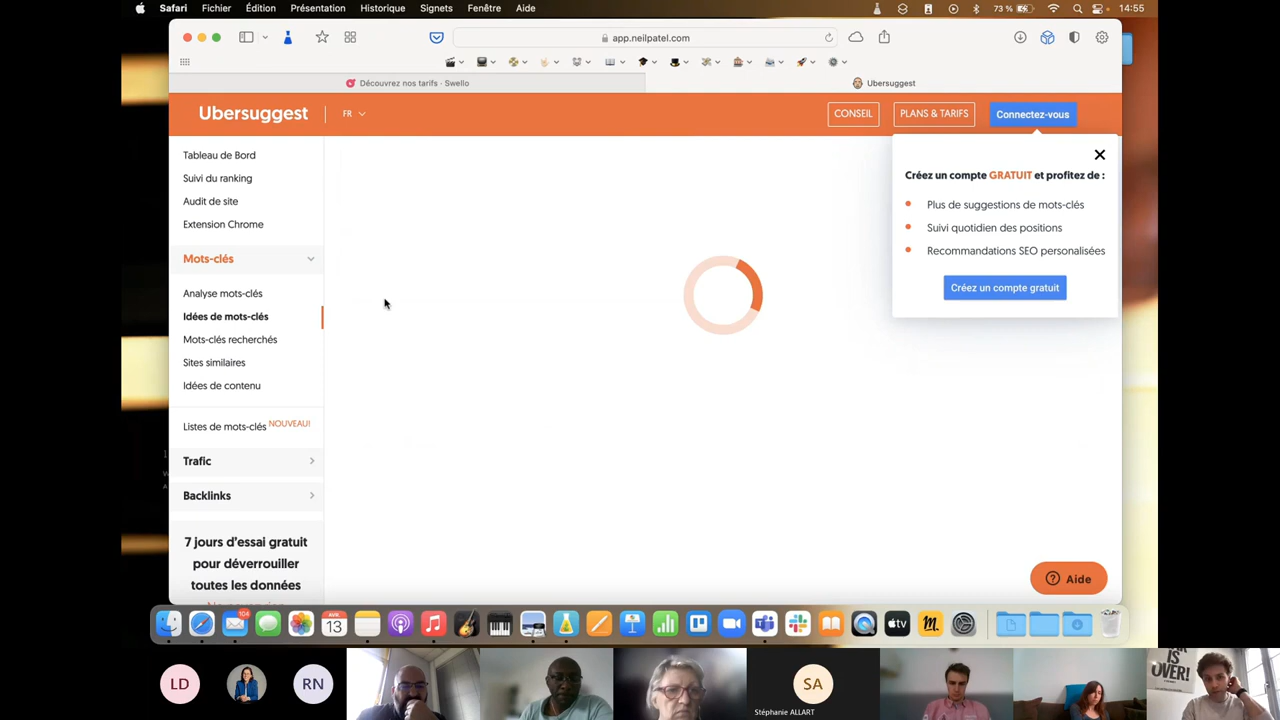 Safari Fichier Édition Présentation Historique Signets Fenêtre Aide 73 % 14:55
app.neilpatel.com
Découvrez nos tarifs - Swello
Ubersuggest
Ubersuggest FR CONSEIL PLANS & TARIFS Connectez-vous
Tableau de Bord
Suivi du ranking
Audit de site
Extension Chrome
Mots-clés
Analyse mots-clés
Idées de mots-clés
Mots-clés recherchés
Sites similaires
Idées de contenu
Listes de mots-clés NOUVEAU!
Trafic
Backlinks
7 jours d'essai gratuit
pour déverrouiller
toutes les données
Créez un compte GRATUIT et profitez de :
Plus de suggestions de mots-clés
Suivi quotidien des positions
Recommandations SEO personalisées
Créez un compte gratuit
Aide
104
AVR.
13
tv
m.
LD
RN
SA
Stéphanie ALLART
IS
OVER!